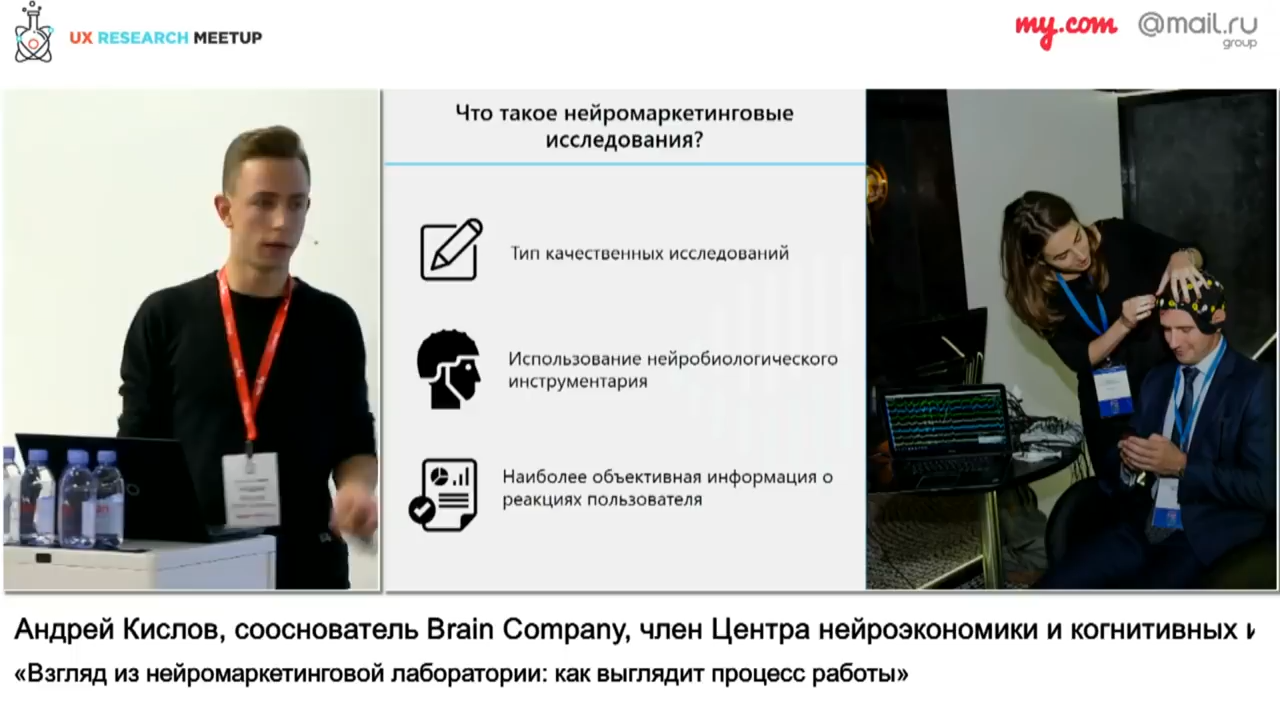 UX RESEARCH MEETUP
my.com @mail.ru
group
Что такое нейромаркетинговые
исследования?
Тип качественных исследований
Использование нейробиологического
инструментария
Наиболее объективная информация о
реакциях пользователя
Андрей Кислов, сооснователь Brain Company, член Центра нейроэкономики и когнитивных
«Взгляд из нейромаркетинговой лаборатории: как выглядит процесс работы»